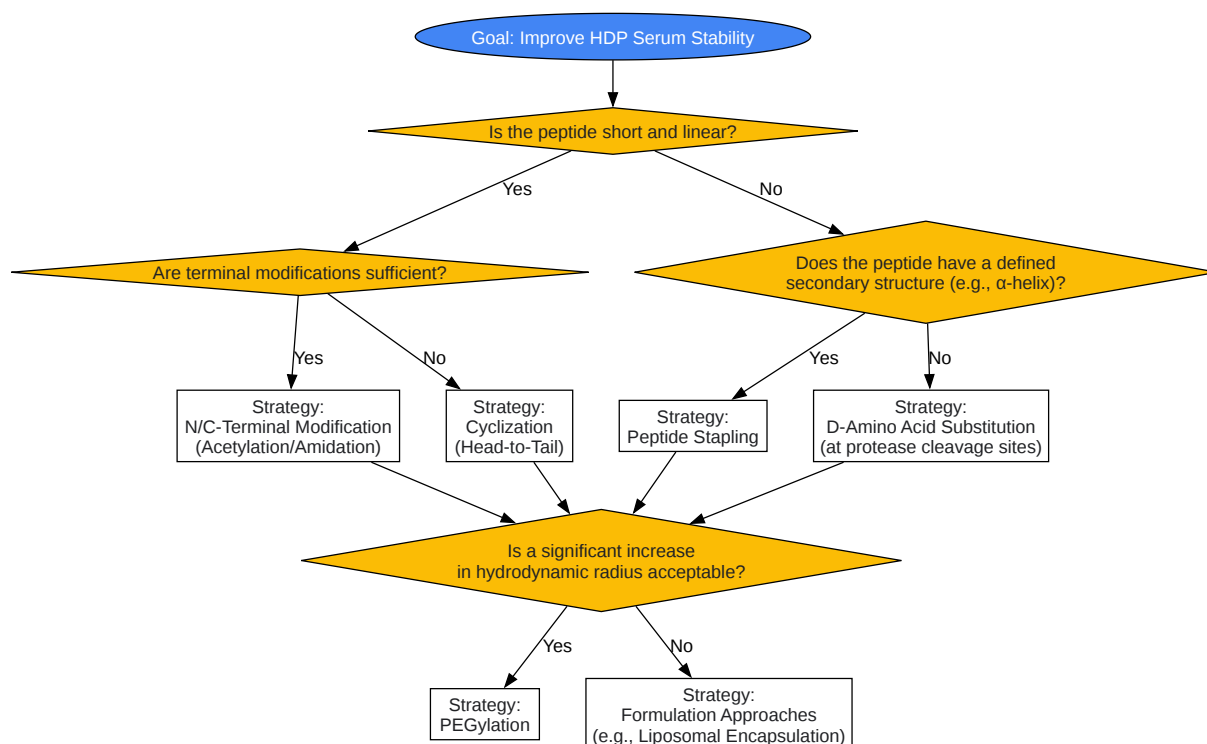 Goal: Improve HDP Serum Stability
Is the peptide short and linear?
Yes
No
Are terminal modifications sufficient?
Does the peptide have a defined
secondary structure (e.g., α-helix)?
Yes
No
Yes
No
Strategy:
N/C-Terminal Modification
(Acetylation/Amidation)
Strategy:
Cyclization
(Head-to-Tail)
Strategy:
Peptide Stapling
Strategy:
D-Amino Acid Substitution
(at protease cleavage sites)
Is a significant increase
in hydrodynamic radius acceptable?
Yes
No
Strategy:
PEGylation
Strategy:
Formulation Approaches
(e.g., Liposomal Encapsulation)